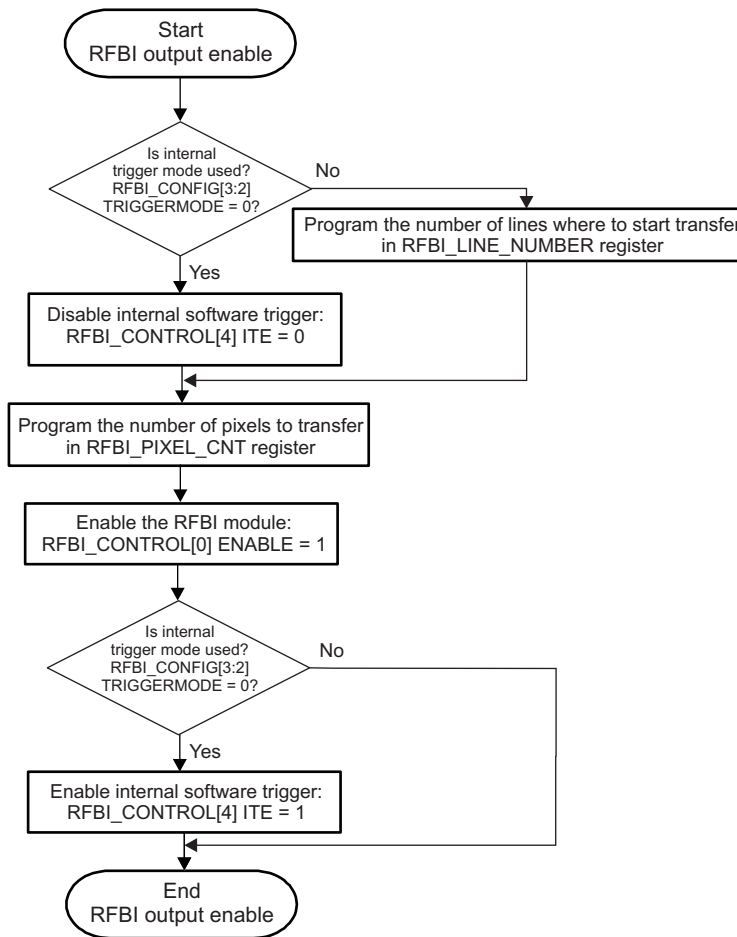 Start
RFBI output enable
Is internal
trigger mode used?
RFBI_CONFIG[3:2]
TRIGGERMODE = 0?
No
Program the number of lines where to start transfer
in RFBI_LINE_NUMBER register
Yes
Disable internal software trigger:
RFBI_CONTROL[4] ITE = 0
Program the number of pixels to transfer
in RFBI_PIXEL_CNT register
Enable the RFBI module:
RFBI_CONTROL[0] ENABLE = 1
Is internal
trigger mode used?
RFBI_CONFIG[3:2]
TRIGGERMODE = 0?
No
Yes
Enable internal software trigger:
RFBI_CONTROL[4] ITE = 1
End
RFBI output enable